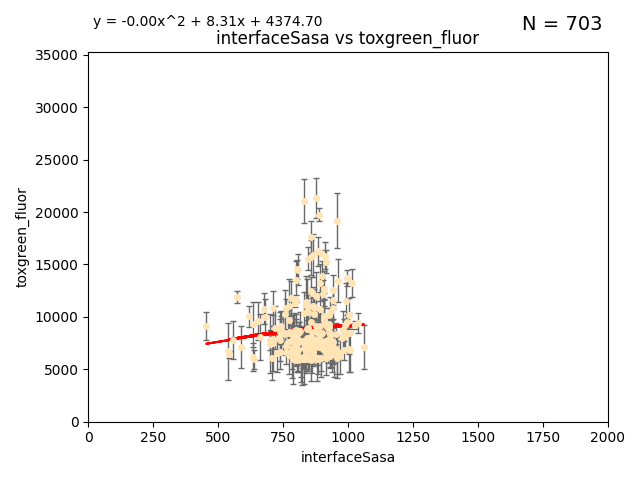 y = -0.00x^2 + 8.31x + 4374.70
N = 703
interfaceSasa vs toxgreen_fluor
35000
30000
25000
20000
15000
10000
5000
0
toxgreen_fluor
0 250 500 750 1000 1250 1500 1750 2000
interfaceSasa